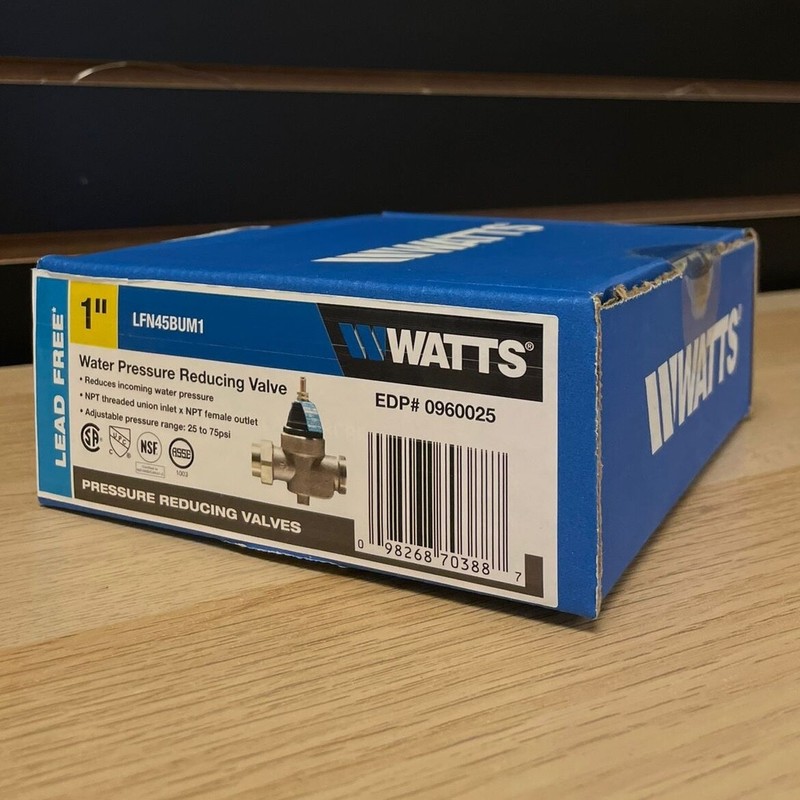 WATTS
LEAD FREE*
1"
LFN45BUM1
WATTS®
Water Pressure Reducing Valve
• Reduces incoming water pressure
• NPT threaded union inlet x NPT female outlet
• Adjustable pressure range: 25 to 75psi
EDP# 0960025
NSF
ASSE
1003
PRESSURE REDUCING VALVES
0 98268 70388 7
WATTS